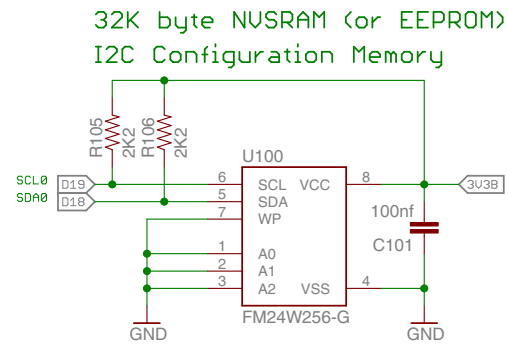 32K byte NVSRAM (or EEPROM)
I2C Configuration Memory
R105
2K2
R106
2K2
U100
SCL0 D19 6 SCL VCC 8 3V3B
SDA0 D18 5 SDA
7 WP
100nf
C101
1 A0
2 A1
3 A2 VSS 4
FM24W256-G
GND
GND